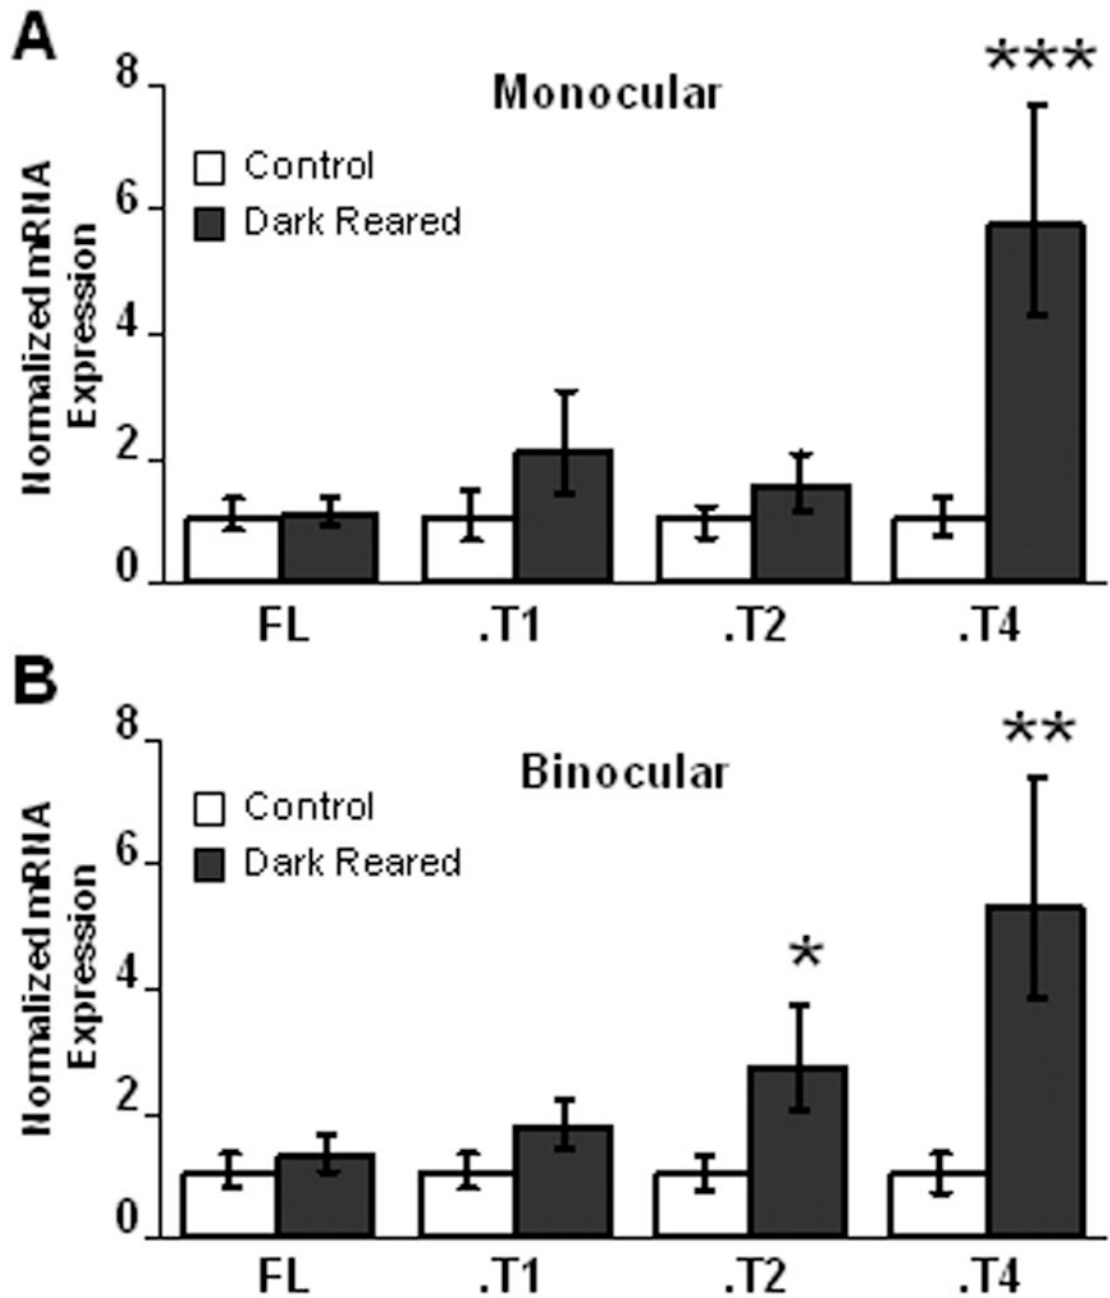 A
***
8
Monocular
Control
6
Dark Reared
Normalized mRNA
Expression
4
2
0
FL .T1 .T2 .T4
B
**
8
Binocular
Control
6
Dark Reared
Normalized mRNA
Expression
*
4
2
0
FL .T1 .T2 .T4